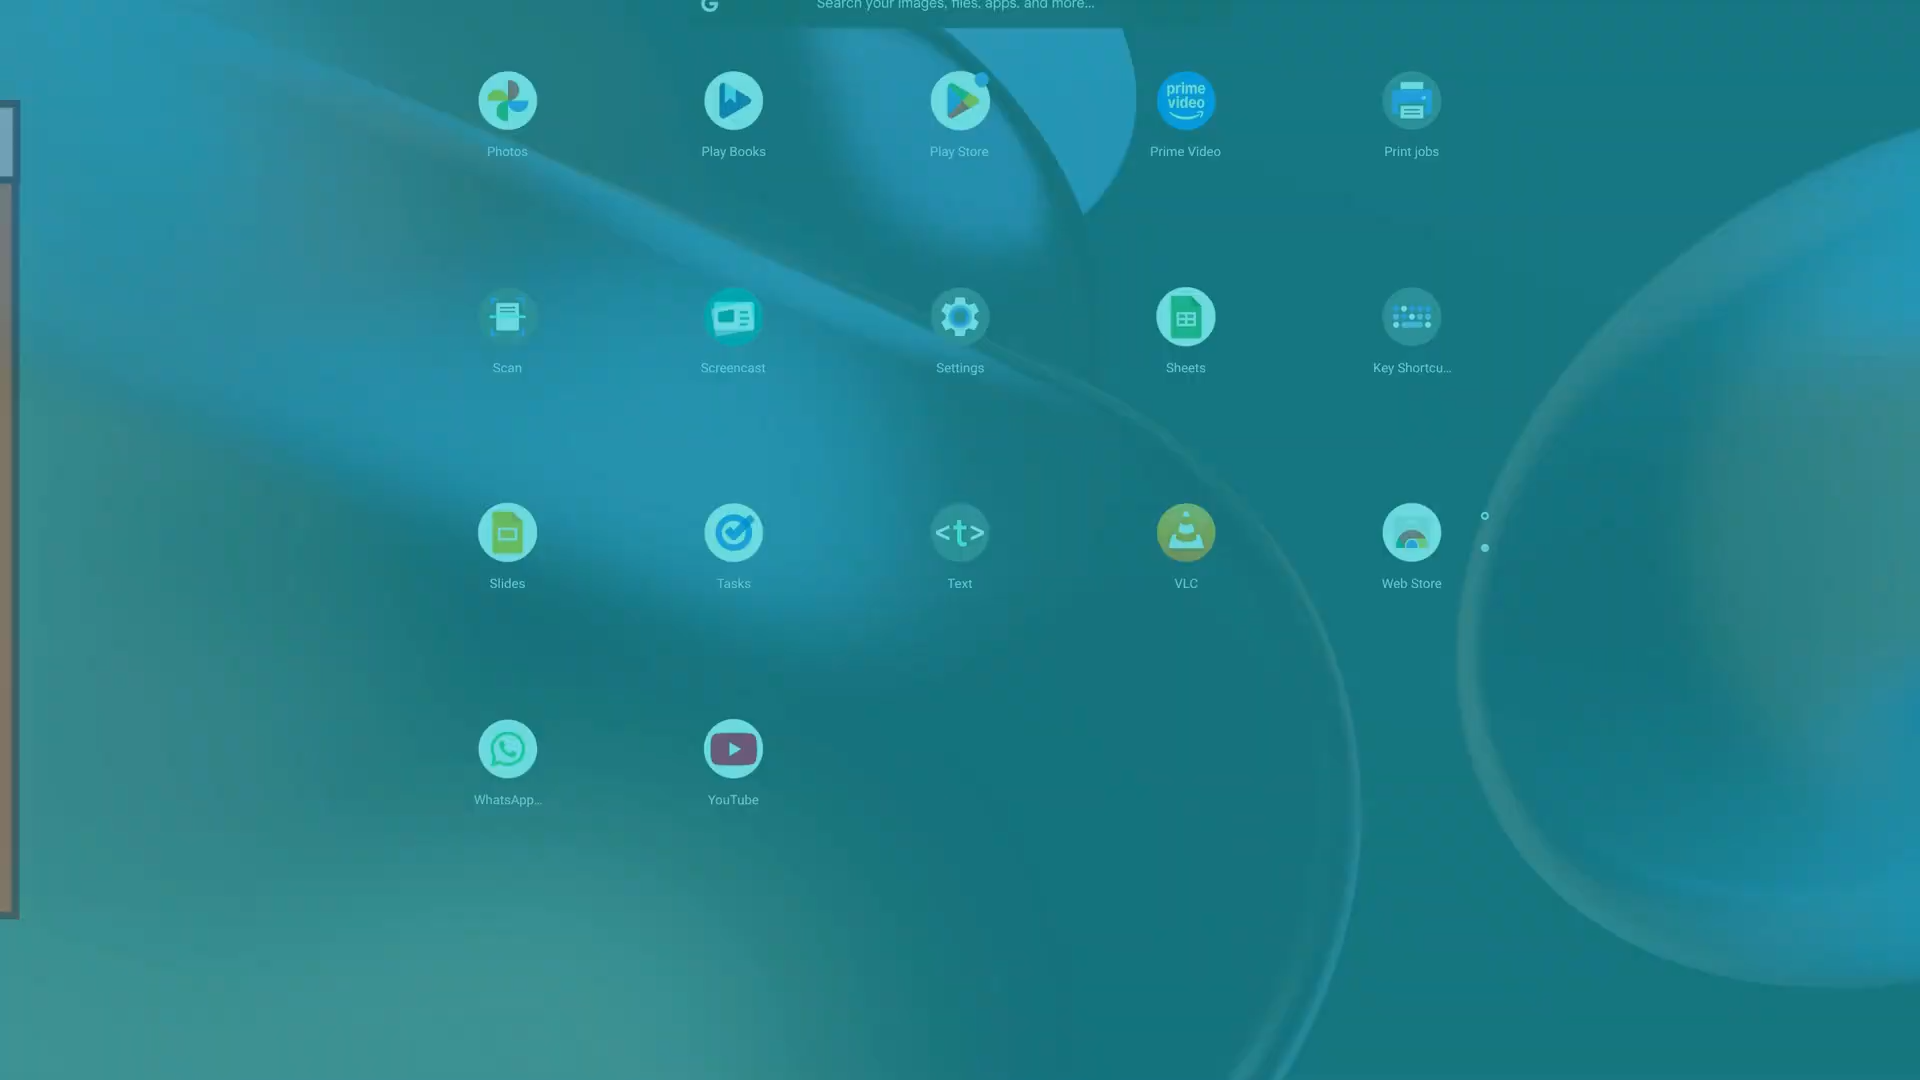 Search your images, files, apps, and more...
Photos
Play Books
Play Store
prime
video
Prime Video
Print jobs
Scan
Screencast
Settings
Sheets
Key Shortcu...
Slides
Tasks
<t>
Text
VLC
Web Store
WhatsApp...
YouTube